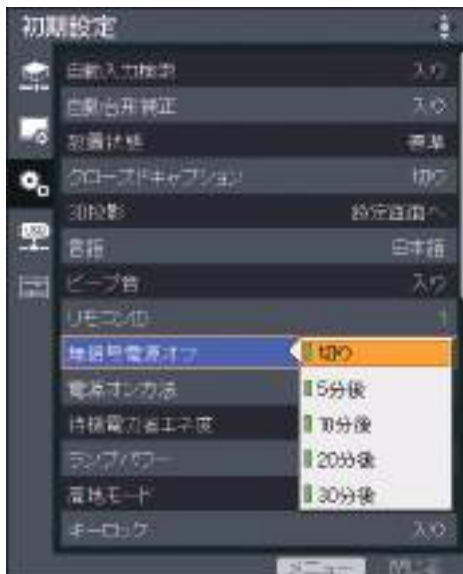 初期設定
自動入力検索 入り
自動台形補正 入り
設置状態 標準
クローズドキャプション 切り
3D投影 設定画面へ
言語 日本語
ビープ音 入り
リモコンID 1
無信号電源オフ 切り
電源オン方法 5分後
待機電力省エネ度 10分後
ランプパワー 20分後
高地モード 30分後
キーロック 入り
メニュー